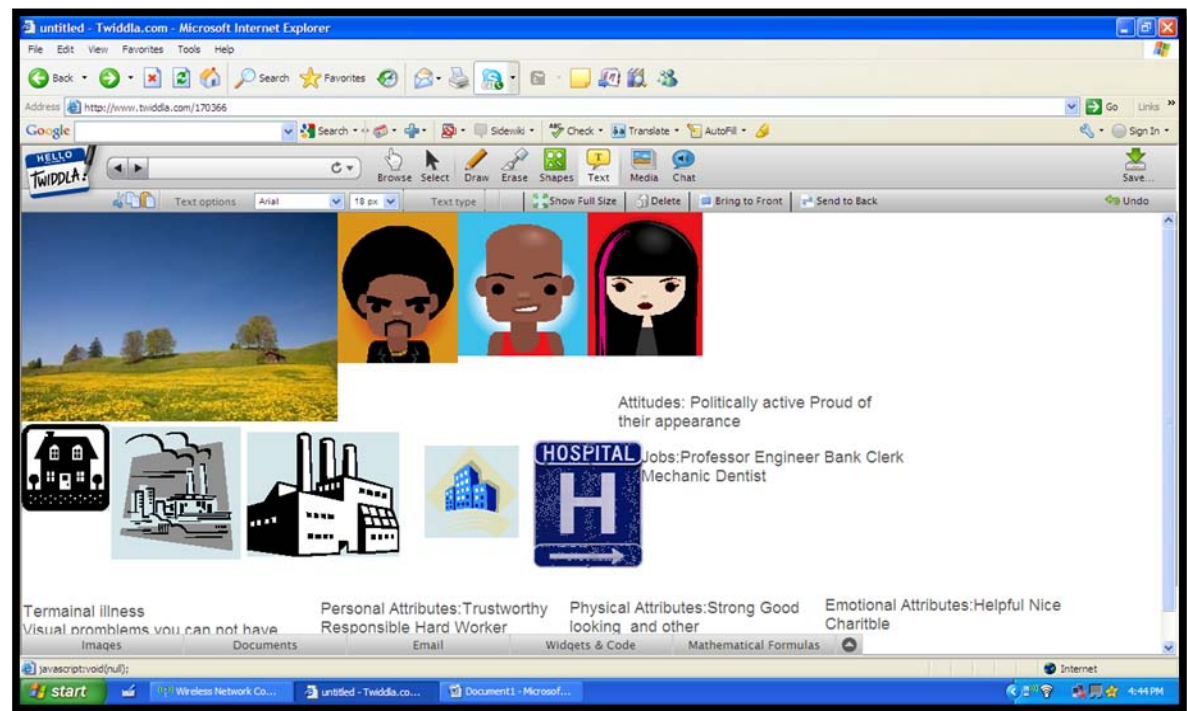 untitled - Twiddla.com - Microsoft Internet Explorer
File Edit View Favorites Tools Help
Back Search Favorites
Address http://www.twiddla.com/170366 Go Links »
Google Search Sidewiki ABC Check Translate AutoFill Sign In
HELLO
TWIDDLA!
Browse Select Draw Erase Shapes T Text Media Chat Save...
Text options Arial 18 px Text type Show Full Size Delete Bring to Front Send to Back Undo
Attitudes: Politically active Proud of
their appearance
HOSPITAL
H
Jobs:Professor Engineer Bank Clerk
Mechanic Dentist
Termainal illness
Visual promblems you can not have
Personal Attributes:Trustworthy
Responsible Hard Worker
Physical Attributes:Strong Good
looking and other
Emotional Attributes:Helpful Nice
Charitble
Images Documents Email Widgets & Code Mathematical Formulas
javascript:void(null); Internet
start Wireless Network Co... untitled - Twiddla.co... Document1 - Microsof... 4:44 PM